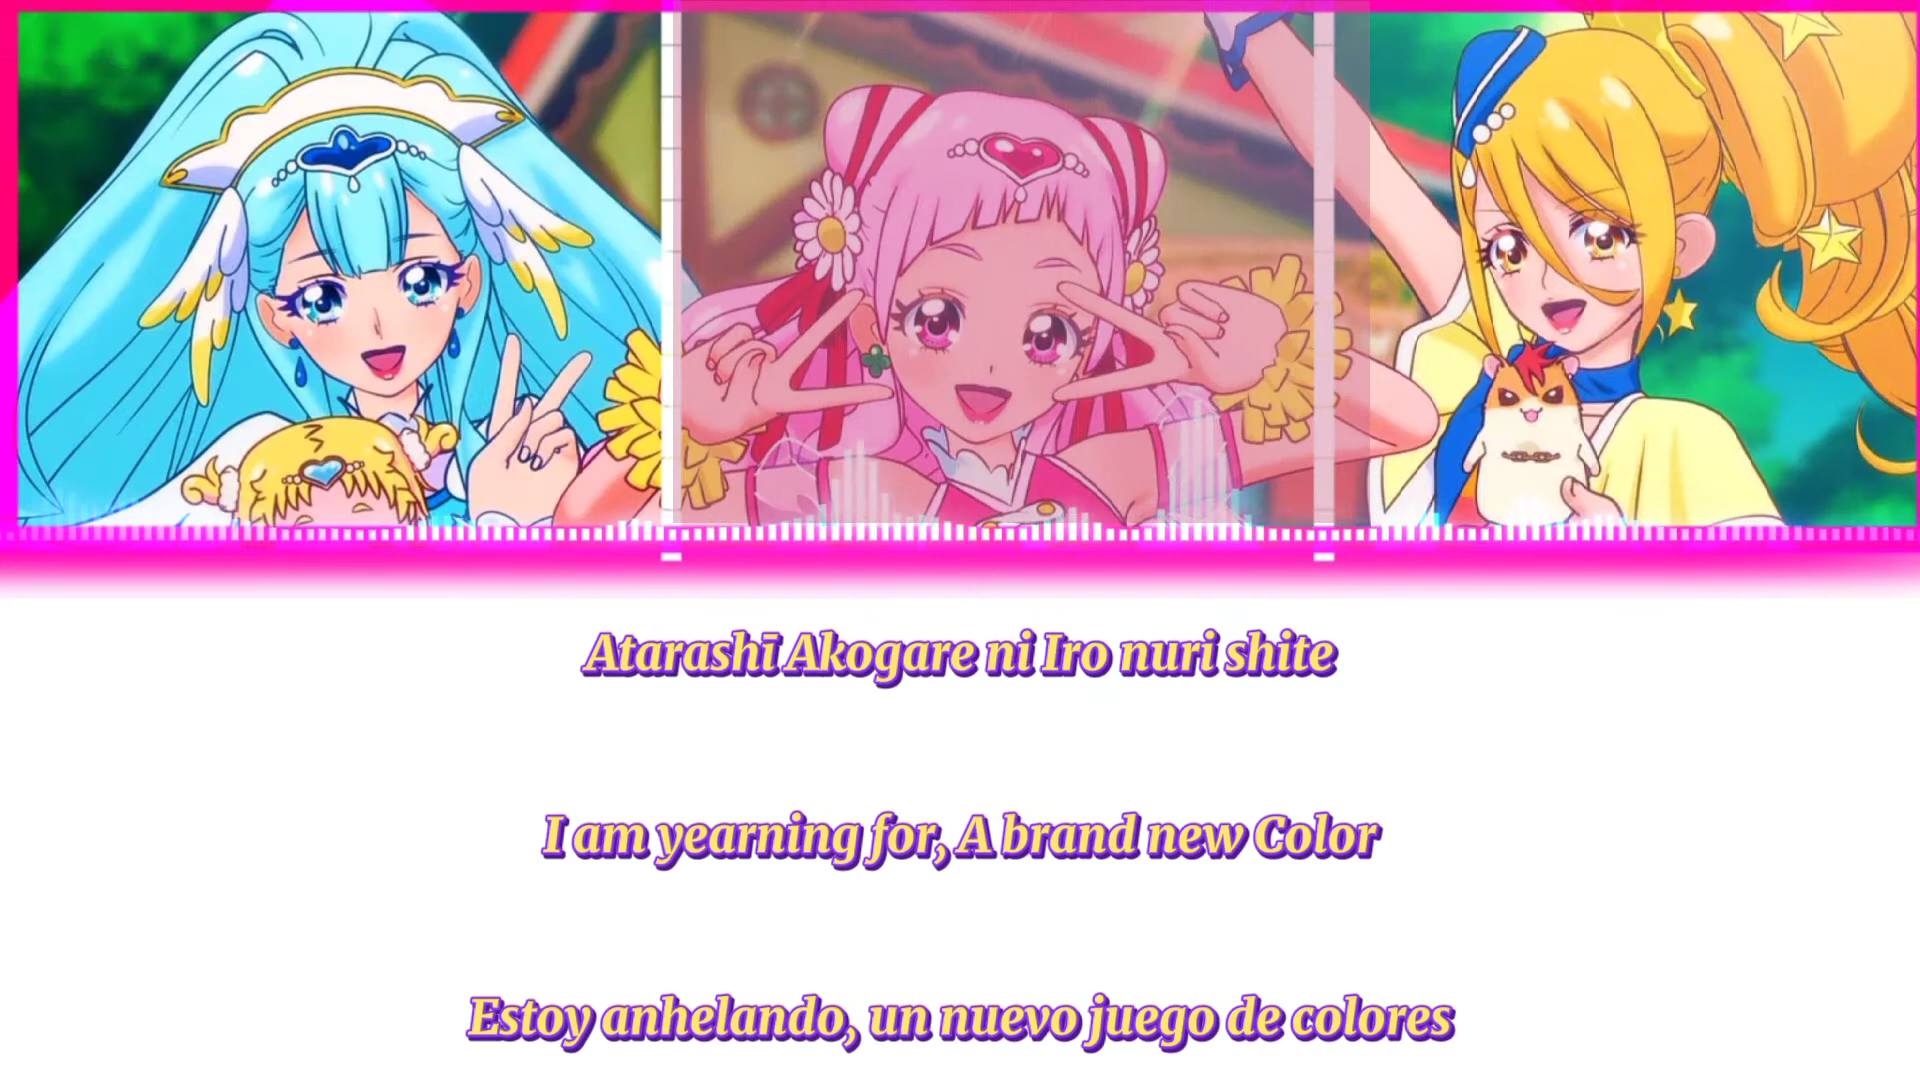 Atarashī Akogare ni Iro nuri shite
I am yearning for, A brand new Color
Estoy anhelando, un nuevo juego de colores